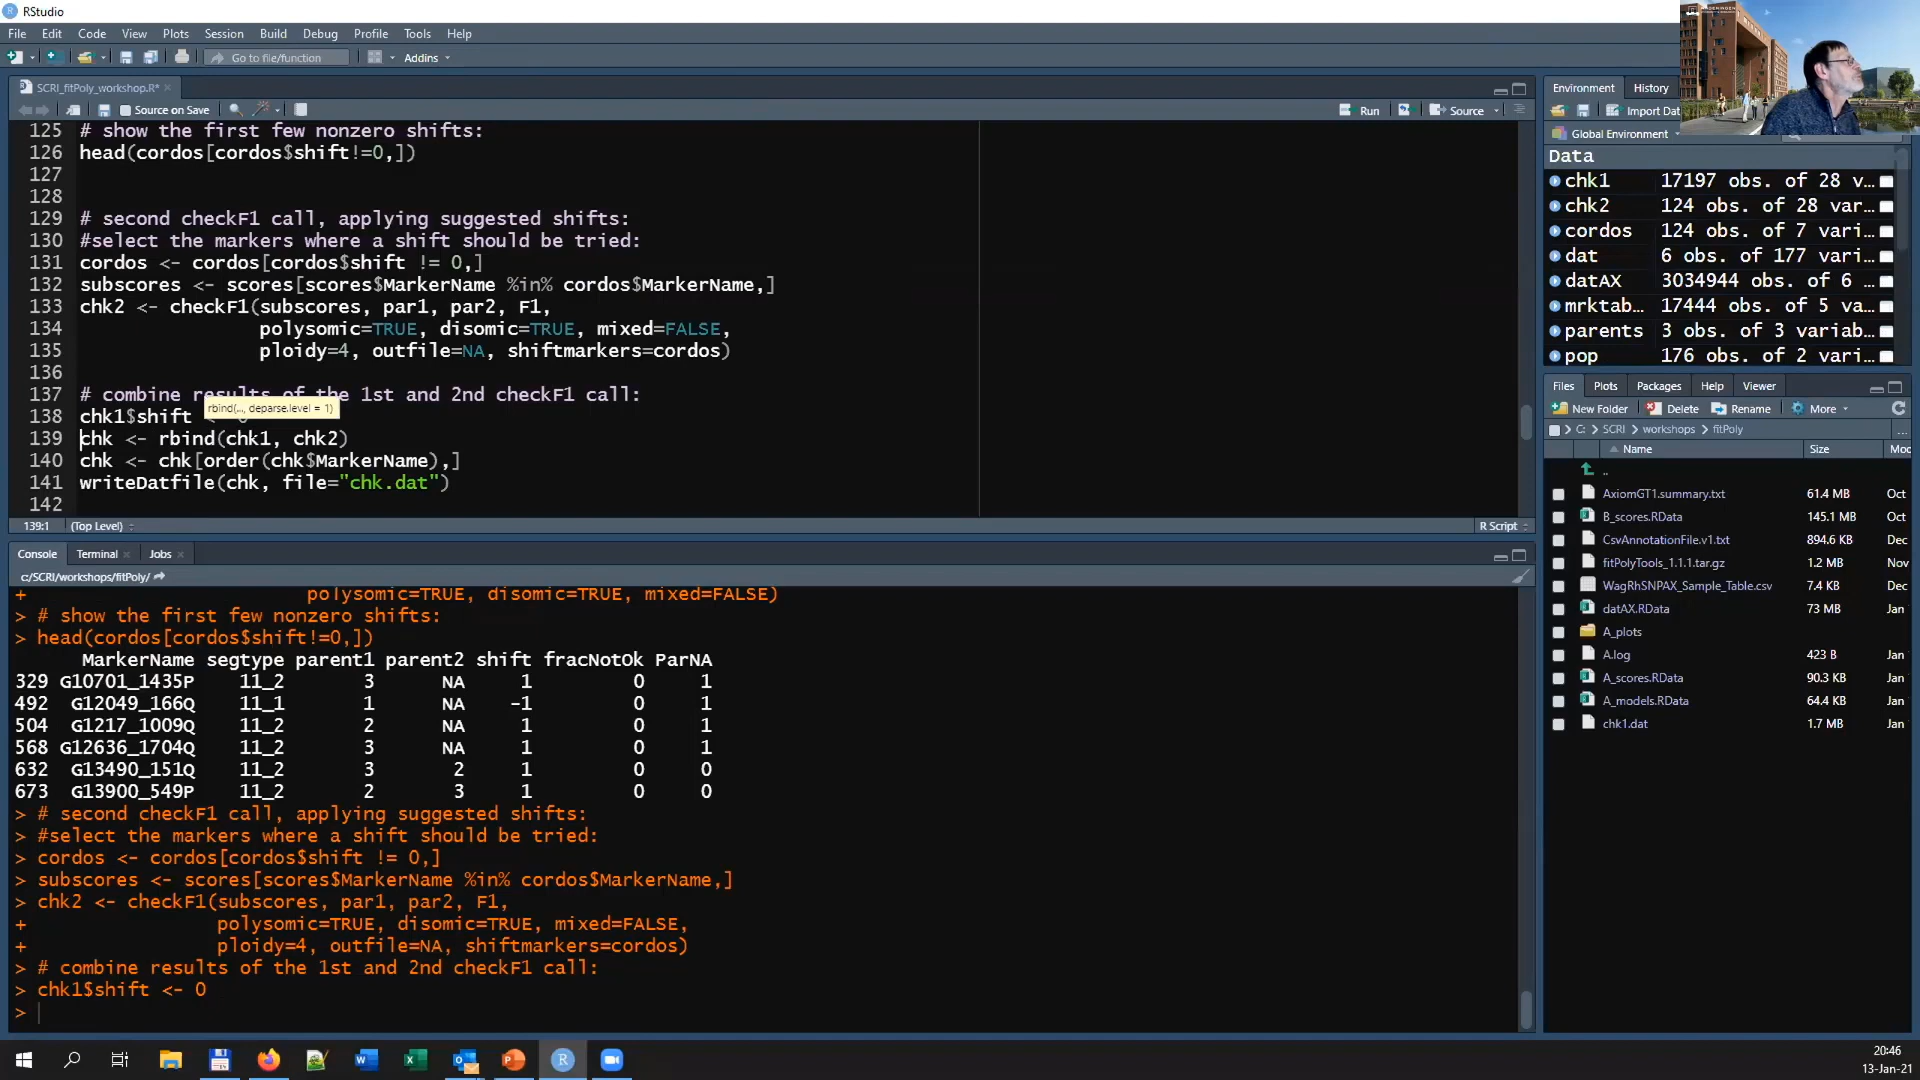 RStudio
File Edit Code View Plots Session Build Debug Profile Tools Help
Go to file/function Addins
SCRI_fitPoly_workshop.R*
Source on Save Run Source
125 # show the first few nonzero shifts:
126 head(cordos[cordos$shift!=0,])
127
128
129 # second checkF1 call, applying suggested shifts:
130 #select the markers where a shift should be tried:
131 cordos <- cordos[cordos$shift != 0,]
132 subscores <- scores[scores$MarkerName %in% cordos$MarkerName,]
133 chk2 <- checkF1(subscores, par1, par2, F1,
134 polysomic=TRUE, disomic=TRUE, mixed=FALSE,
135 ploidy=4, outfile=NA, shiftmarkers=cordos)
136
137 # combine results of the 1st and 2nd checkF1 call:
rbind(..., deparse.level = 1)
138 chk1$shift <- 0
139 chk <- rbind(chk1, chk2)
140 chk <- chk[order(chk$MarkerName),]
141 writeDatfile(chk, file="chk.dat")
142
139:1 (Top Level) R Script
Console Terminal Jobs
c:/SCRI/workshops/fitPoly/
+ polysomic=TRUE, disomic=TRUE, mixed=FALSE)
> # show the first few nonzero shifts:
> head(cordos[cordos$shift!=0,])
MarkerName segtype parent1 parent2 shift fracNotOk ParNA
329 G10701_1435P 11_2 3 NA 1 0 1
492 G12049_166Q 11_1 1 NA -1 0 1
504 G1217_1009Q 11_2 2 NA 1 0 1
568 G12636_1704Q 11_2 3 NA 1 0 1
632 G13490_151Q 11_2 3 2 1 0 0
673 G13900_549P 11_2 2 3 1 0 0
> # second checkF1 call, applying suggested shifts:
> #select the markers where a shift should be tried:
> cordos <- cordos[cordos$shift != 0,]
> subscores <- scores[scores$MarkerName %in% cordos$MarkerName,]
> chk2 <- checkF1(subscores, par1, par2, F1,
+ polysomic=TRUE, disomic=TRUE, mixed=FALSE,
+ ploidy=4, outfile=NA, shiftmarkers=cordos)
> # combine results of the 1st and 2nd checkF1 call:
> chk1$shift <- 0
>
Environment History
Import Dat
Global Environment
Data
chk1 17197 obs. of 28 v...
chk2 124 obs. of 28 var...
cordos 124 obs. of 7 vari...
dat 6 obs. of 177 vari...
datAX 3034944 obs. of 6 ...
mrktab... 17444 obs. of 5 va...
parents 3 obs. of 3 variab...
pop 176 obs. of 2 vari...
Files Plots Packages Help Viewer
New Folder Delete Rename More
C: > SCRI > workshops > fitPoly ...
Name Size Moc
..
AxiomGT1.summary.txt 61.4 MB Oct
B_scores.RData 145.1 MB Oct
CsvAnnotationFile.v1.txt 894.6 KB Dec
fitPolyTools_1.1.1.tar.gz 1.2 MB Nov
WagRhSNPAX_Sample_Table.csv 7.4 KB Dec
datAX.RData 73 MB Jan
A_plots
A.log 423 B Jan
A_scores.RData 90.3 KB Jan
A_models.RData 64.4 KB Jan
chk1.dat 1.7 MB Jan
20:46
13-Jan-21